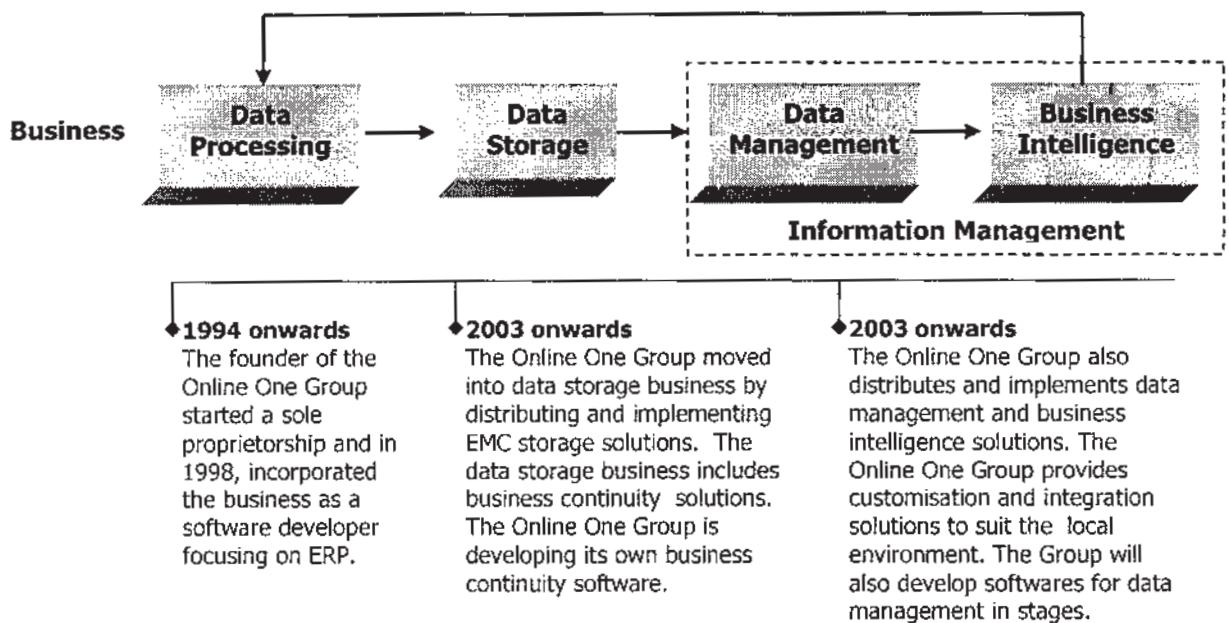 Business
Data
Processing
Data
Storage
Data
Management
Business
Intelligence
Information Management
1994 onwards
The founder of the
Online One Group
started a sole
proprietorship and in
1998, incorporated
the business as a
software developer
focusing on ERP.
2003 onwards
The Online One Group moved
into data storage business by
distributing and implementing
EMC storage solutions. The
data storage business includes
business continuity solutions.
The Online One Group is
developing its own business
continuity software.
2003 onwards
The Online One Group also
distributes and implements data
management and business
intelligence solutions. The
Online One Group provides
customisation and integration
solutions to suit the local
environment. The Group will
also develop softwares for data
management in stages.